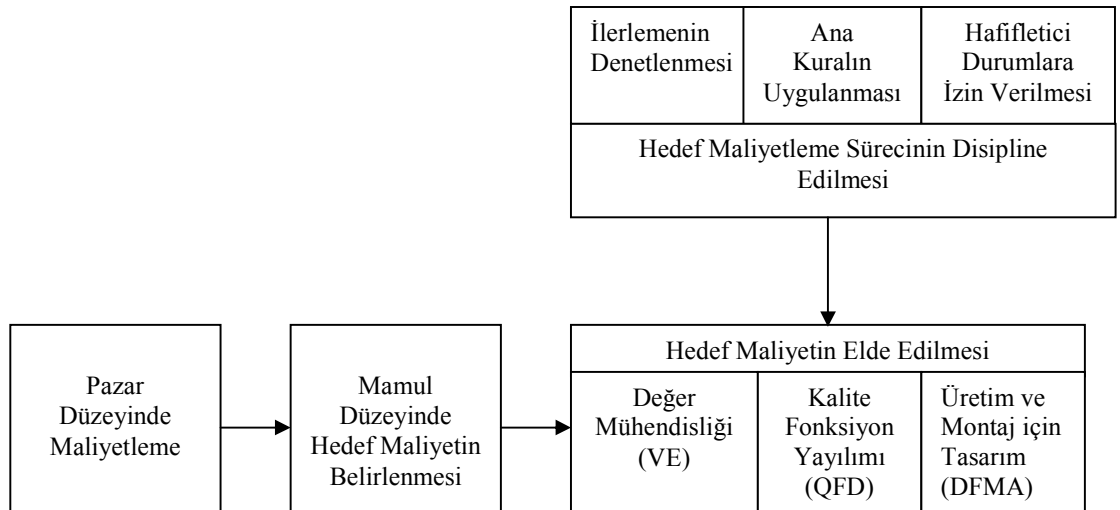 İlerlemenin
Denetlenmesi
Ana
Kuralın
Uygulanması
Hafifletici
Durumlara
İzin Verilmesi
Hedef Maliyetleme Sürecinin Disipline
Edilmesi
Pazar
Düzeyinde
Maliyetleme
Mamul
Düzeyinde
Hedef Maliyetin
Belirlenmesi
Hedef Maliyetin Elde Edilmesi
Değer
Mühendisliği
(VE)
Kalite
Fonksiyon
Yayılımı
(QFD)
Üretim ve
Montaj için
Tasarım
(DFMA)